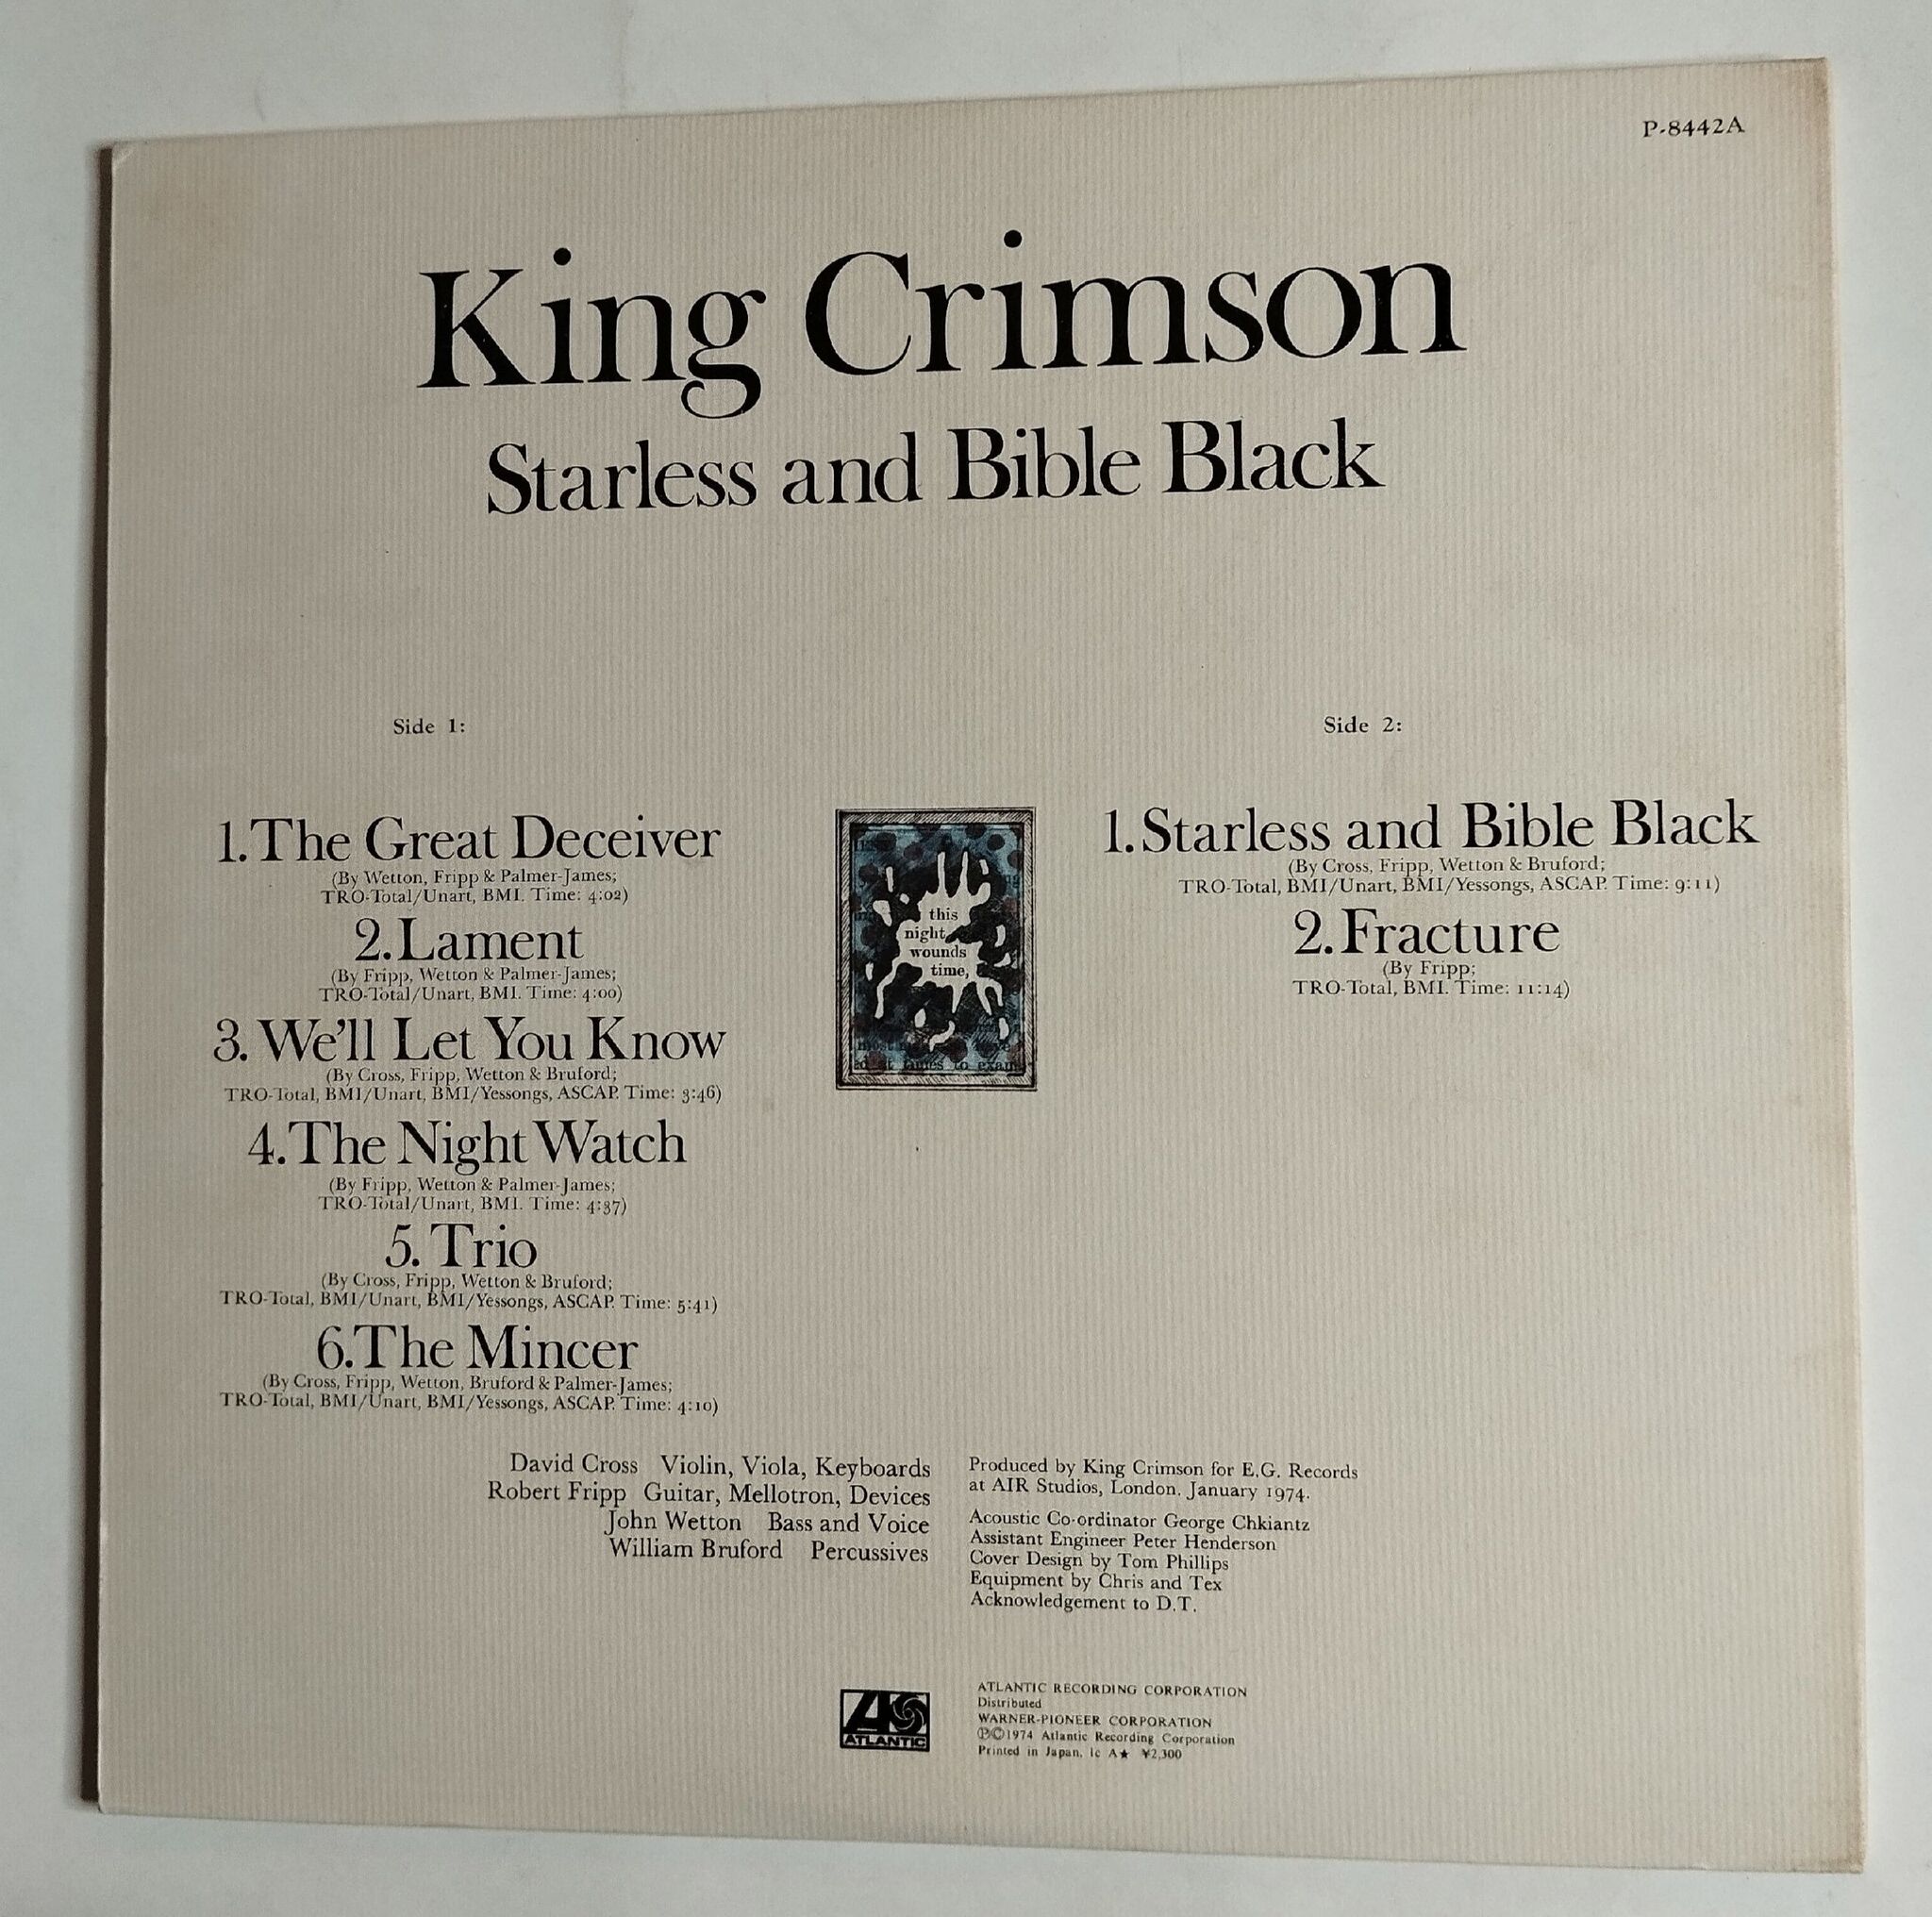 P-8442A
King Crimson
Starless and Bible Black
Side 1:
1. The Great Deceiver
(By Wetton, Fripp & Palmer-James;
TRO-Total/Unart, BMI. Time: 4:02)
2. Lament
(By Fripp, Wetton & Palmer-James;
TRO-Total/Unart, BMI. Time: 4:00)
3. We'll Let You Know
(By Cross, Fripp, Wetton & Bruford;
TRO-Total, BMI/Unart, BMI/Yessongs, ASCAP. Time: 3:46)
4. The Night Watch
(By Fripp, Wetton & Palmer-James;
TRO-Total/Unart, BMI. Time: 4:37)
5. Trio
(By Cross, Fripp, Wetton & Bruford;
TRO-Total, BMI/Unart, BMI/Yessongs, ASCAP. Time: 5:41)
6. The Mincer
(By Cross, Fripp, Wetton, Bruford & Palmer-James;
TRO-Total, BMI/Unart, BMI/Yessongs, ASCAP. Time: 4:10)
this
night
wounds
time,
ed at times to exam
Side 2:
1. Starless and Bible Black
(By Cross, Fripp, Wetton & Bruford;
TRO-Total, BMI/Unart, BMI/Yessongs, ASCAP. Time: 9:11)
2. Fracture
(By Fripp;
TRO-Total, BMI. Time: 11:14)
David Cross Violin, Viola, Keyboards
Robert Fripp Guitar, Mellotron, Devices
John Wetton Bass and Voice
William Bruford Percussives
Produced by King Crimson for E.G. Records
at AIR Studios, London. January 1974.
Acoustic Co-ordinator George Chkiantz
Assistant Engineer Peter Henderson
Cover Design by Tom Phillips
Equipment by Chris and Tex
Acknowledgement to D.T.
ATLANTIC
ATLANTIC RECORDING CORPORATION
Distributed
WARNER-PIONEER CORPORATION
Ⓟ©1974 Atlantic Recording Corporation
Printed in Japan. Ic A★ ¥2,300